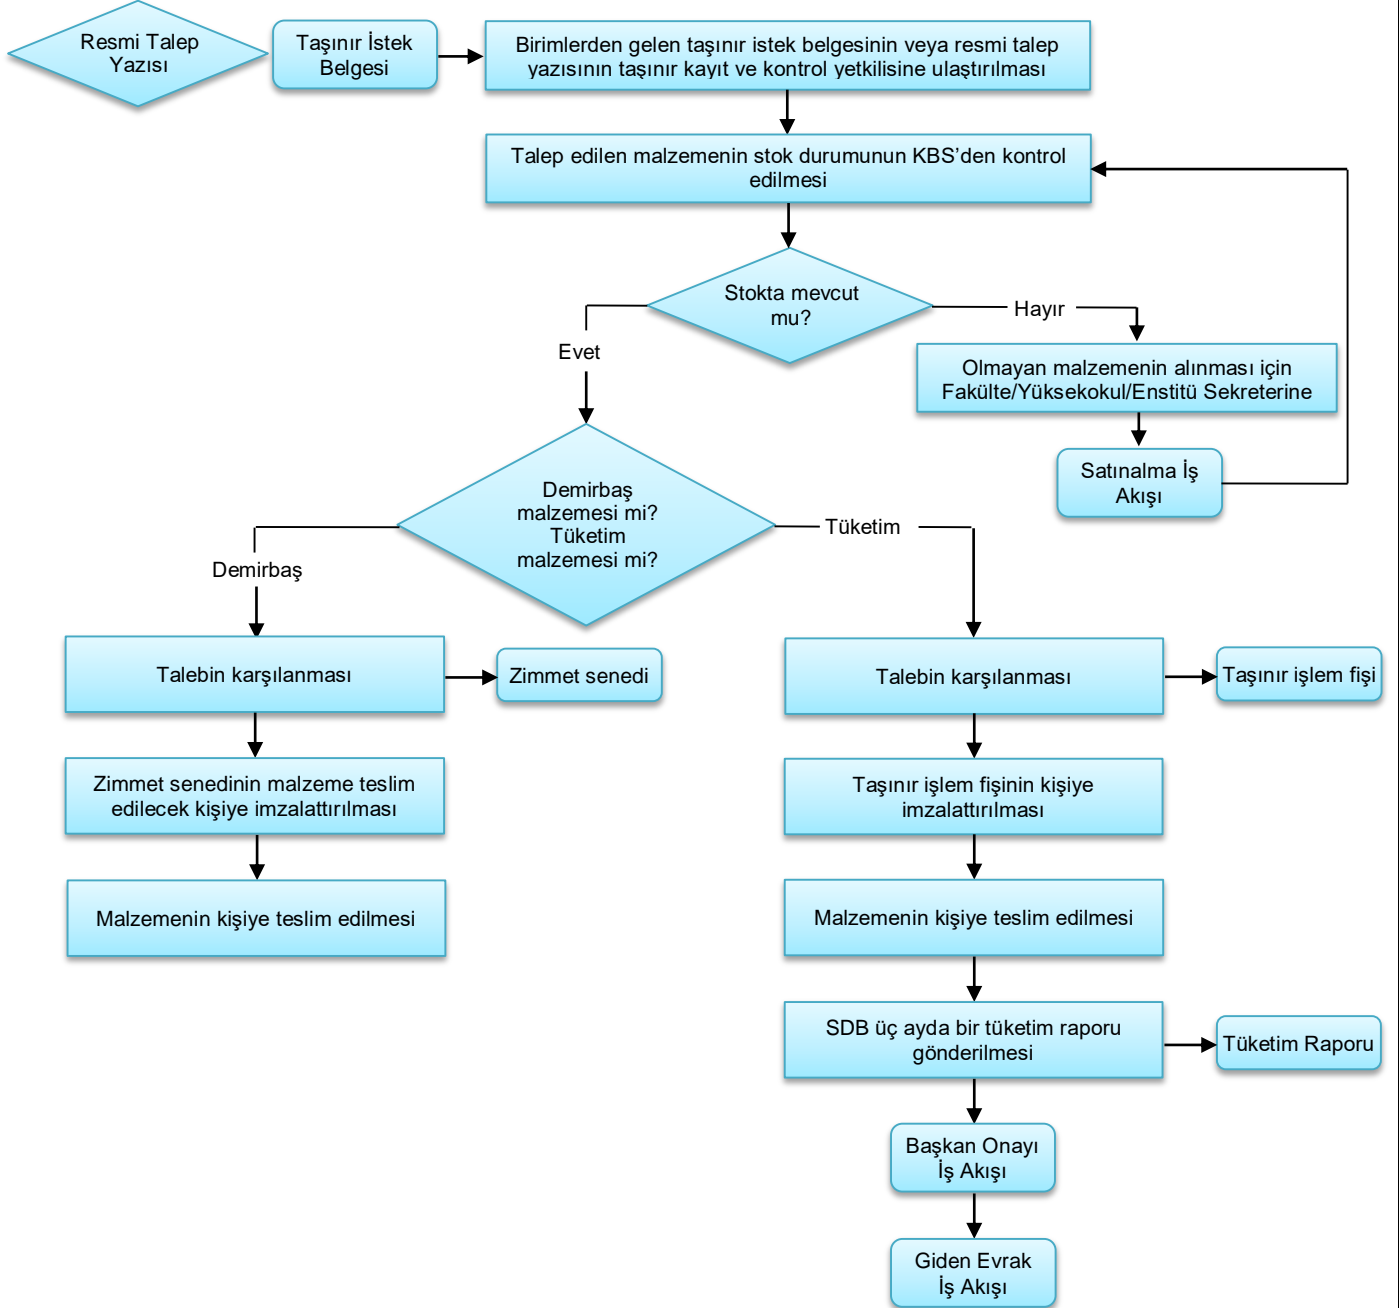 Resmi Talep
Yazısı
Taşınır İstek
Belgesi
Birimlerden gelen taşınır istek belgesinin veya resmi talep
yazısının taşınır kayıt ve kontrol yetkilisine ulaştırılması
Talep edilen malzemenin stok durumunun KBS’den kontrol
edilmesi
Stokta mevcut
mu?
Hayır
Evet
Olmayan malzemenin alınması için
Fakülte/Yüksekokul/Enstitü Sekreterine
Satınalma İş
Akışı
Demirbaş
malzemesi mi?
Tüketim
malzemesi mi?
Tüketim
Demirbaş
Talebin karşılanması
Zimmet senedi
Talebin karşılanması
Taşınır işlem fişi
Zimmet senedinin malzeme teslim
edilecek kişiye imzalattırılması
Taşınır işlem fişinin kişiye
imzalattırılması
Malzemenin kişiye teslim edilmesi
Malzemenin kişiye teslim edilmesi
SDB üç ayda bir tüketim raporu
gönderilmesi
Tüketim Raporu
Başkan Onayı
İş Akışı
Giden Evrak
İş Akışı